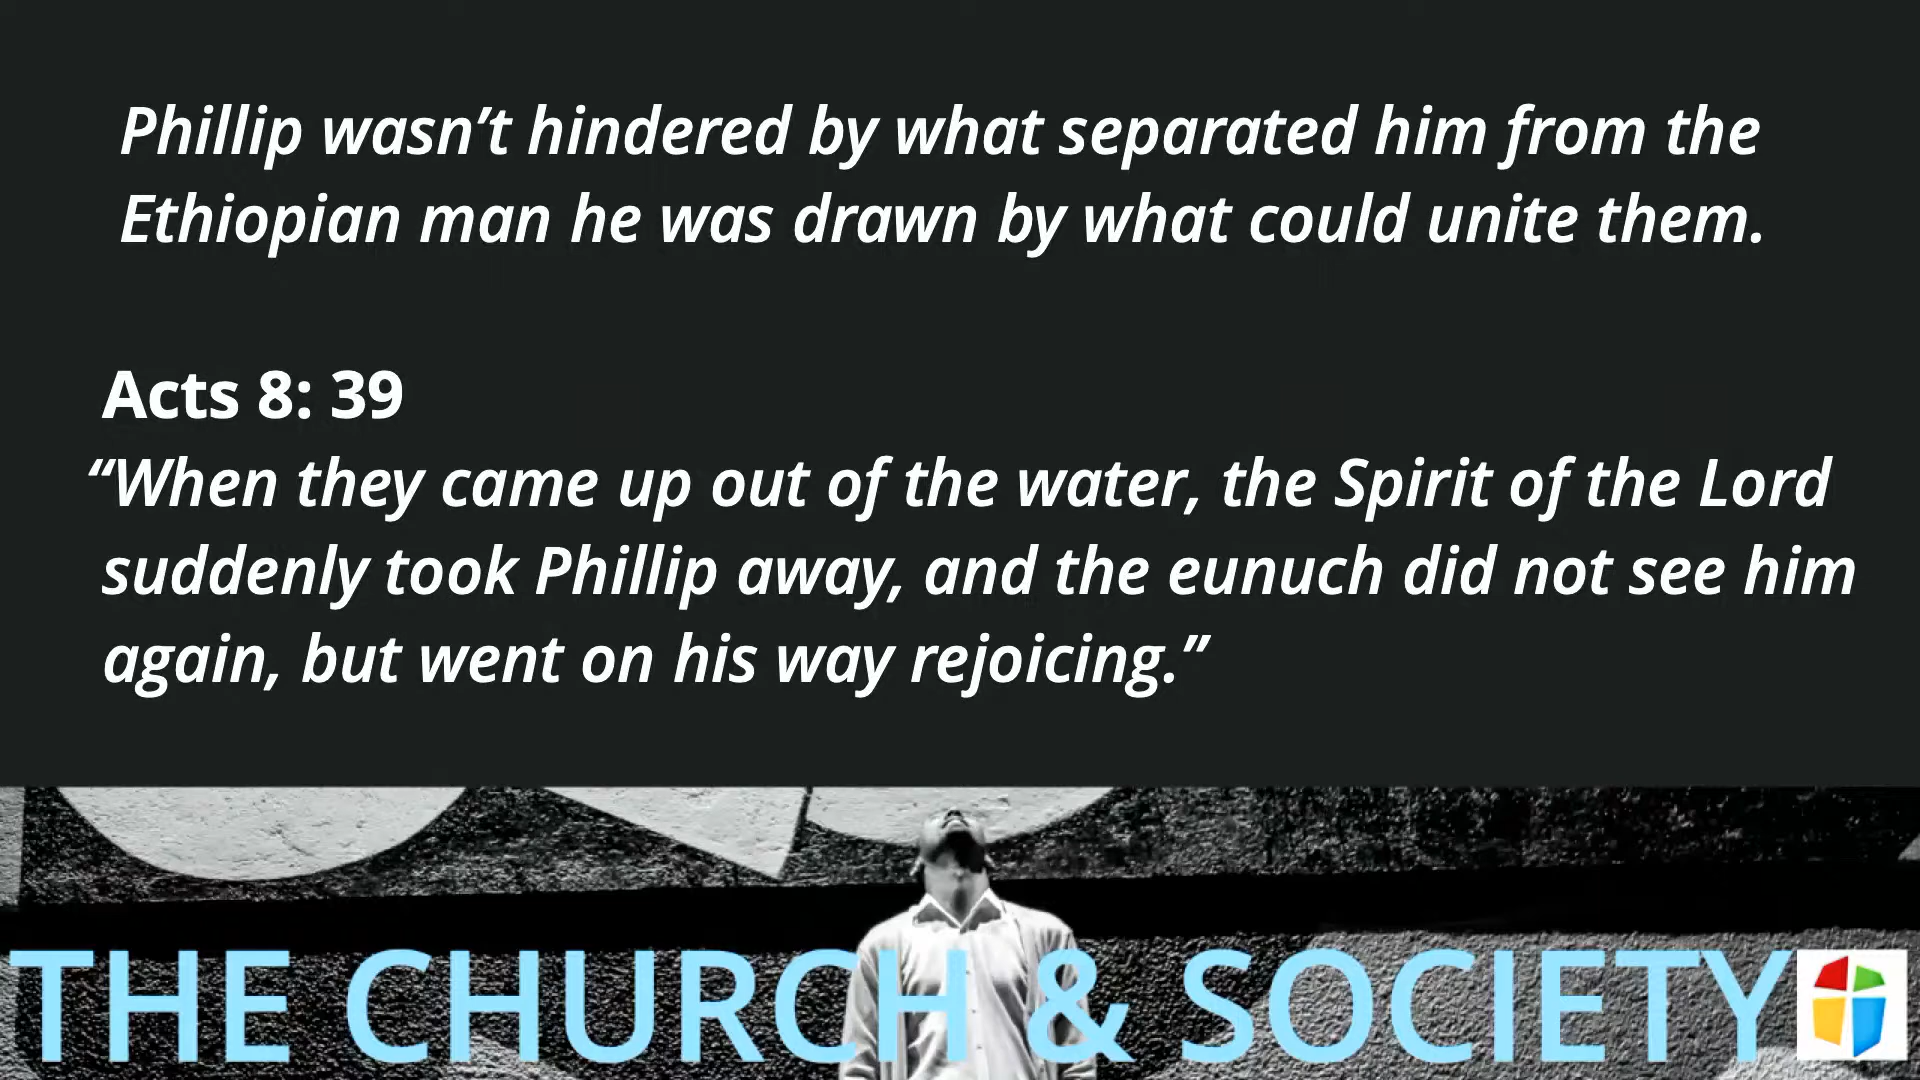 Phillip wasn’t hindered by what separated him from the
Ethiopian man he was drawn by what could unite them.
Acts 8: 39
“When they came up out of the water, the Spirit of the Lord
suddenly took Phillip away, and the eunuch did not see him
again, but went on his way rejoicing.”
THE CHURCH & SOCIETY